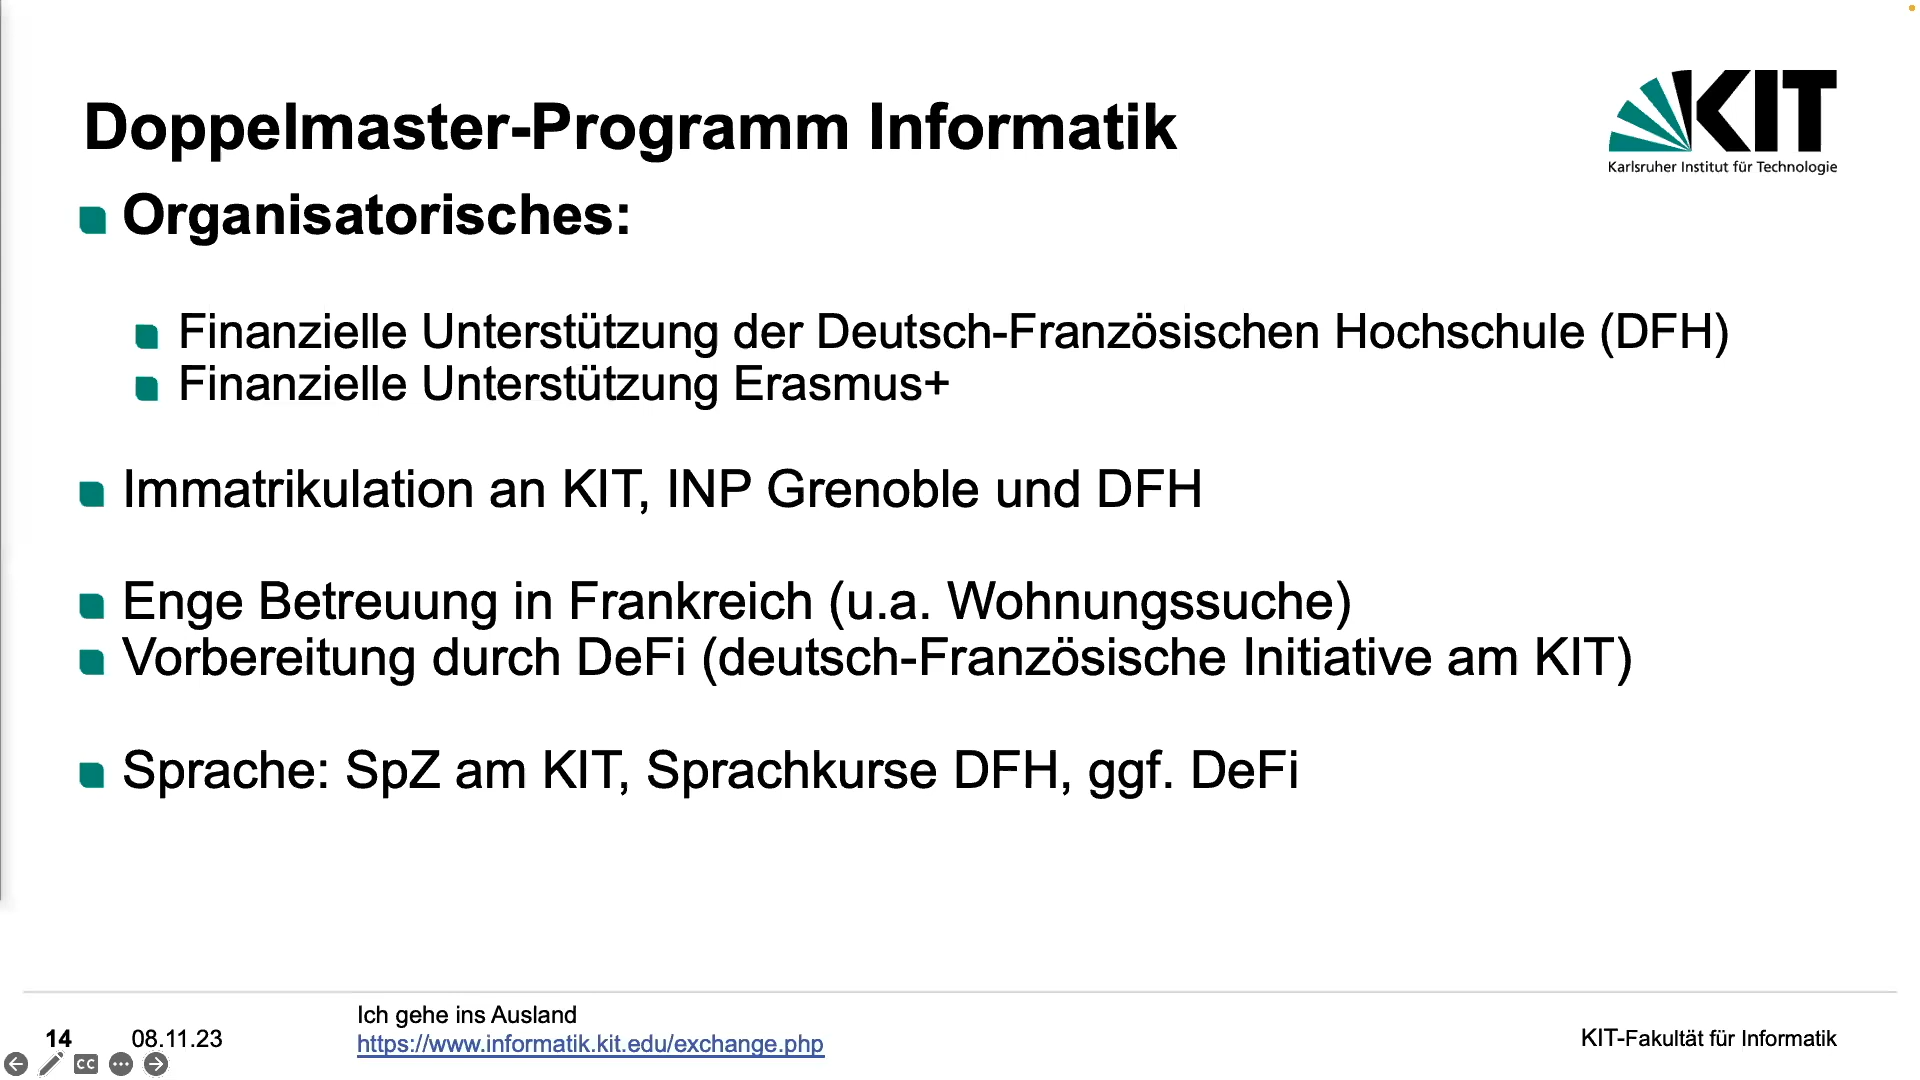 Doppelmaster-Programm Informatik
KIT
Karlsruher Institut für Technologie
Organisatorisches:
Finanzielle Unterstützung der Deutsch-Französischen Hochschule (DFH)
Finanzielle Unterstützung Erasmus+
Immatrikulation an KIT, INP Grenoble und DFH
Enge Betreuung in Frankreich (u.a. Wohnungssuche)
Vorbereitung durch DeFi (deutsch-Französische Initiative am KIT)
Sprache: SpZ am KIT, Sprachkurse DFH, ggf. DeFi
14
08.11.23
Ich gehe ins Ausland
https://www.informatik.kit.edu/exchange.php
KIT-Fakultät für Informatik
CC